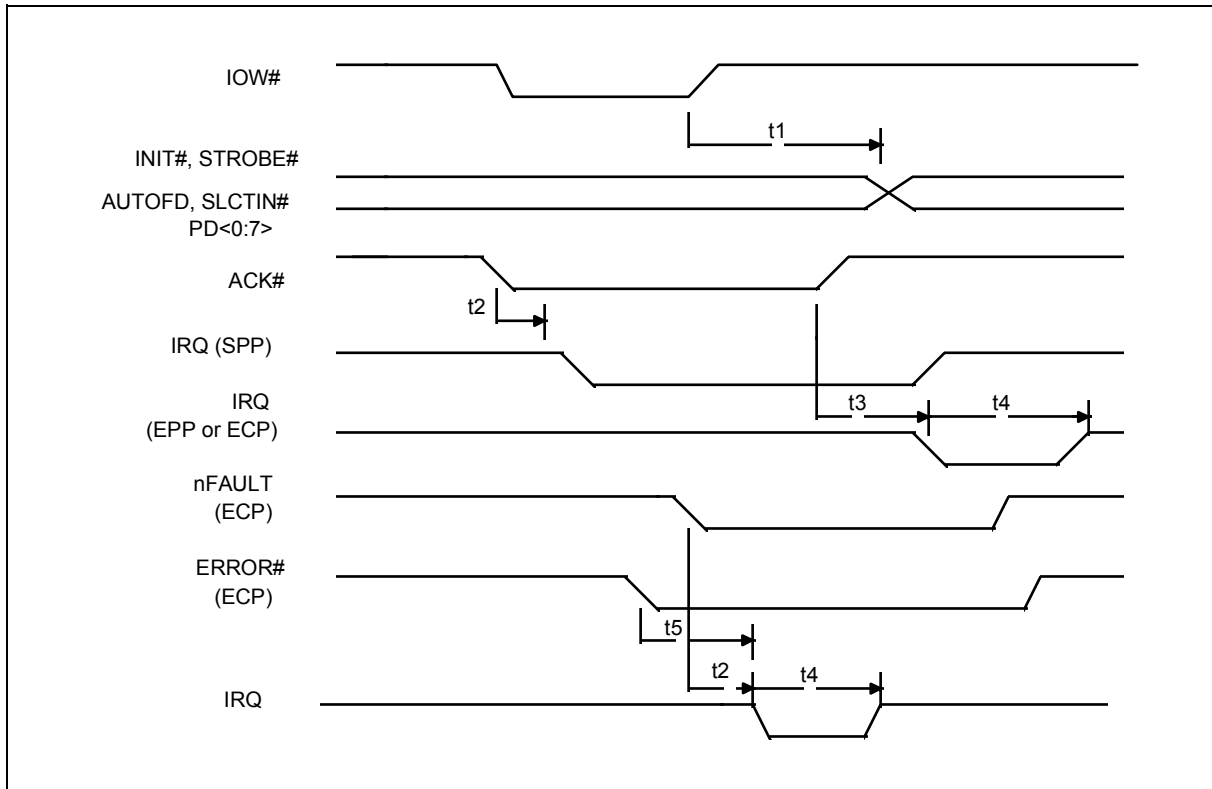 IOW#
t1
INIT#, STROBE#
AUTOFD, SLCTIN#
PD<0:7>
ACK#
t2
IRQ (SPP)
IRQ
(EPP or ECP)
t3
t4
nFAULT
(ECP)
ERROR#
(ECP)
t5
t2
t4
IRQ